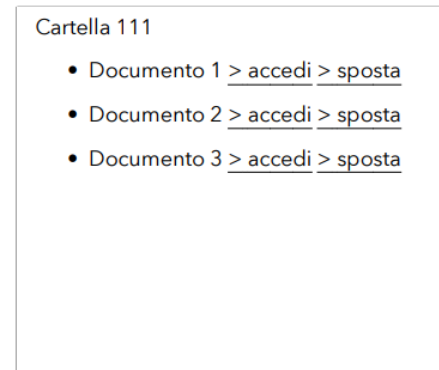 Cartella 111
• Documento 1 > accedi > sposta
• Documento 2 > accedi > sposta
• Documento 3 > accedi > sposta